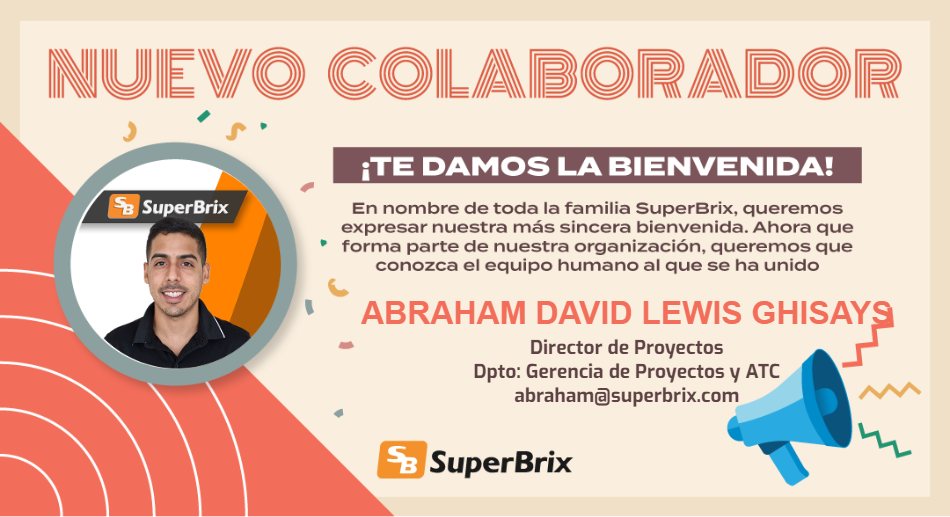 NUEVO COLABORADOR
¡TE DAMOS LA BIENVENIDA!
SB SuperBrix
En nombre de toda la familia SuperBrix, queremos
expresar nuestra más sincera bienvenida. Ahora que
forma parte de nuestra organización, queremos que
conozca el equipo humano al que se ha unido
ABRAHAM DAVID LEWIS GHISAYS
Director de Proyectos
Dpto: Gerencia de Proyectos y ATC
abraham@superbrix.com
SB SuperBrix